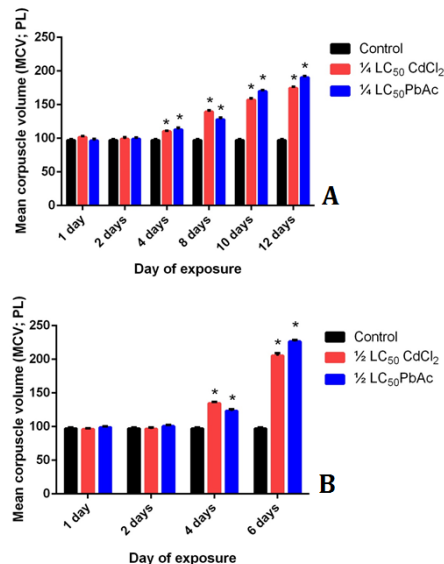 Mean corpuscle volume (MCV; PL)
250
200
150
100
50
0
* * * * * * * *
1 day
2 days
4 days
8 days
10 days
12 days
Day of exposure
Control
¼ LC50 CdCl2
¼ LC50PbAc
A
Mean corpuscle volume (MCV; PL)
250
200
150
100
50
0
* * * *
1 day
2 days
4 days
6 days
Day of exposure
Control
½ LC50 CdCl2
½ LC50PbAc
B